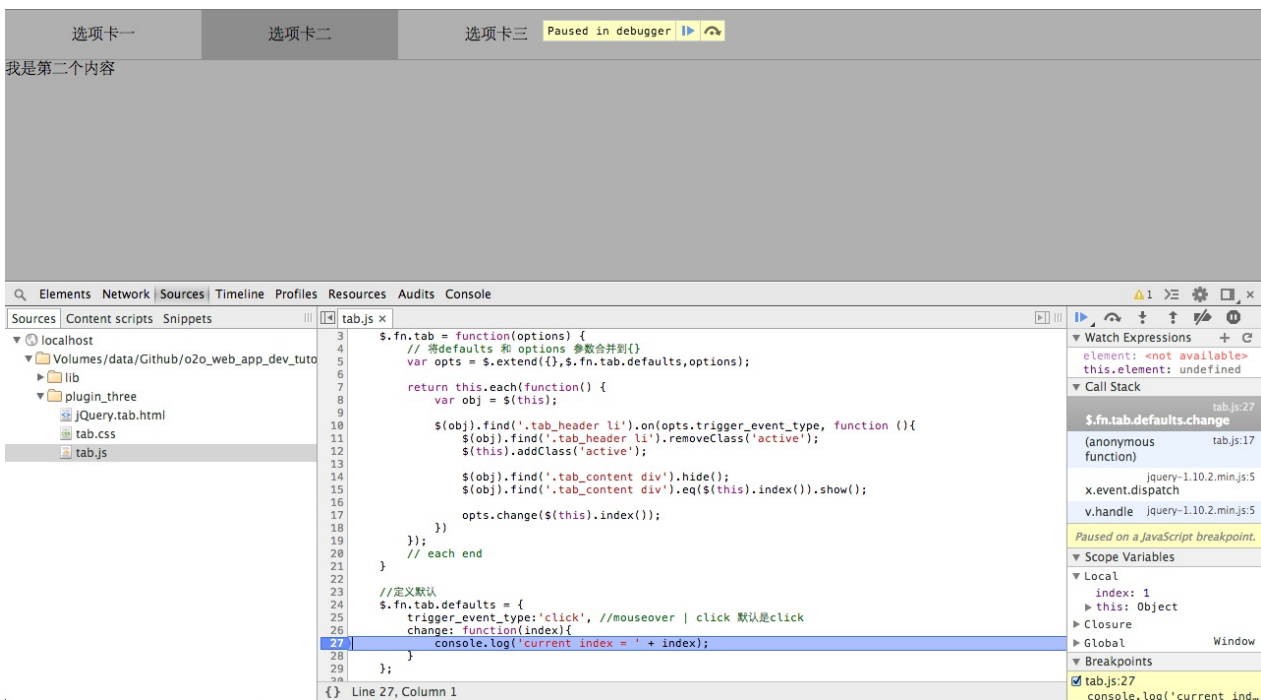 选项卡一 选项卡二 选项卡三 Paused in debugger
我是第二个内容
Elements Network Sources Timeline Profiles Resources Audits Console 1
Sources Content scripts Snippets
localhost
Volumes/data/Github/o2o_web_app_dev_tuto
lib
plugin_three
jQuery.tab.html
tab.css
tab.js
tab.js ×
3 $.fn.tab = function(options) {
4 // 将defaults 和 options 参数合并到{}
5 var opts = $.extend({},$.fn.tab.defaults,options);
6
7 return this.each(function() {
8 var obj = $(this);
9
10 $(obj).find('.tab_header li').on(opts.trigger_event_type, function (){
11 $(obj).find('.tab_header li').removeClass('active');
12 $(this).addClass('active');
13
14 $(obj).find('.tab_content div').hide();
15 $(obj).find('.tab_content div').eq($(this).index()).show();
16
17 opts.change($(this).index());
18 })
19 });
20 // each end
21 }
22
23 //定义默认
24 $.fn.tab.defaults = {
25 trigger_event_type:'click', //mouseover | click 默认是click
26 change: function(index){
27 console.log('current index = ' + index);
28 }
29 };
30
{} Line 27, Column 1
Watch Expressions
element: <not available>
this.element: undefined
Call Stack
tab.js:27
$.fn.tab.defaults.change
(anonymous function) tab.js:17
jquery-1.10.2.min.js:5
x.event.dispatch
v.handle jquery-1.10.2.min.js:5
Paused on a JavaScript breakpoint.
Scope Variables
Local
index: 1
this: Object
Closure
Global Window
Breakpoints
tab.js:27
console.log('current ind…